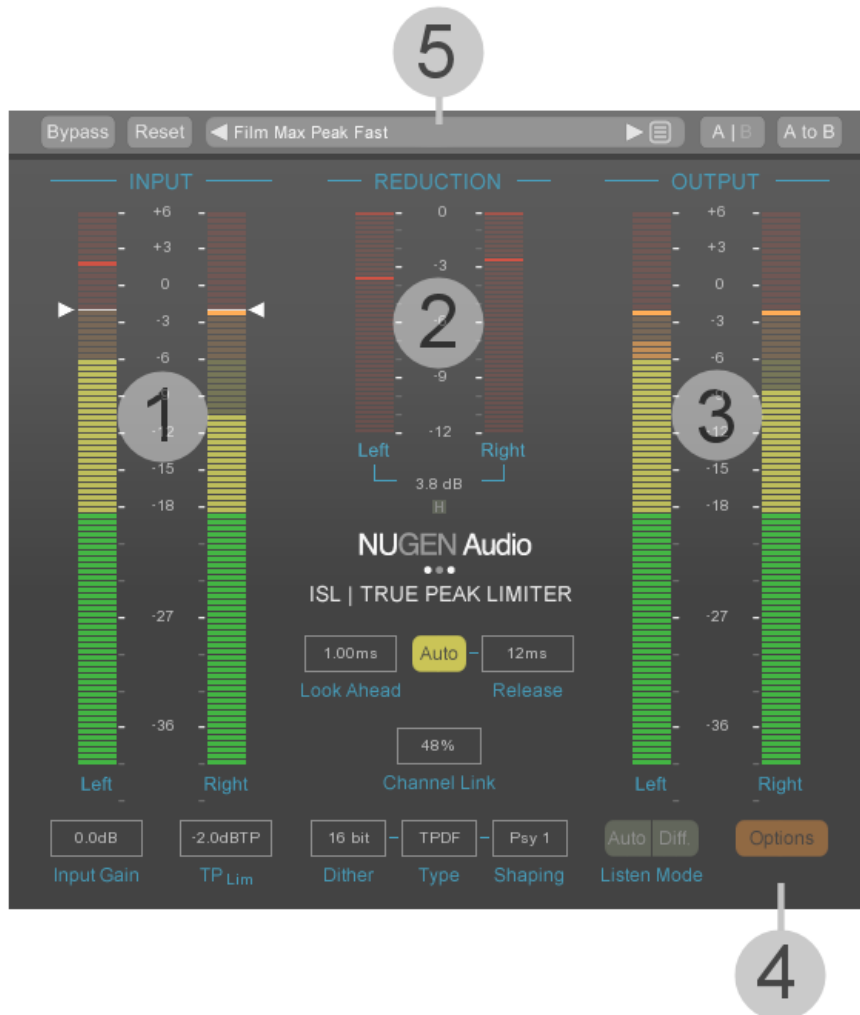 5
Bypass Reset Film Max Peak Fast A | B A to B
INPUT REDUCTION OUTPUT
+6 0 +6
+3 +3
0 -3 0
-3 -6 -3
-6 -6
-9 -9 -9
-12 -12 -12
1 2 3
Left Right
-15 -15
3.8 dB
-18 -18
H
NUGEN Audio
ISL | TRUE PEAK LIMITER
-27 -27
1.00ms Auto 12ms
Look Ahead Release
-36 -36
48%
Channel Link
Left Right Left Right
0.0dB -2.0dBTP 16 bit TPDF Psy 1 Auto Diff. Options
Input Gain TP Lim Dither Type Shaping Listen Mode
4